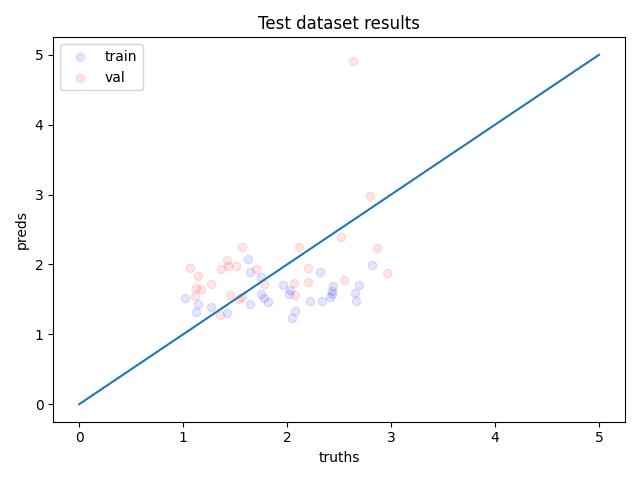 Test dataset results
train
val
5
4
3
2
1
0
preds
0 1 2 3 4 5
truths